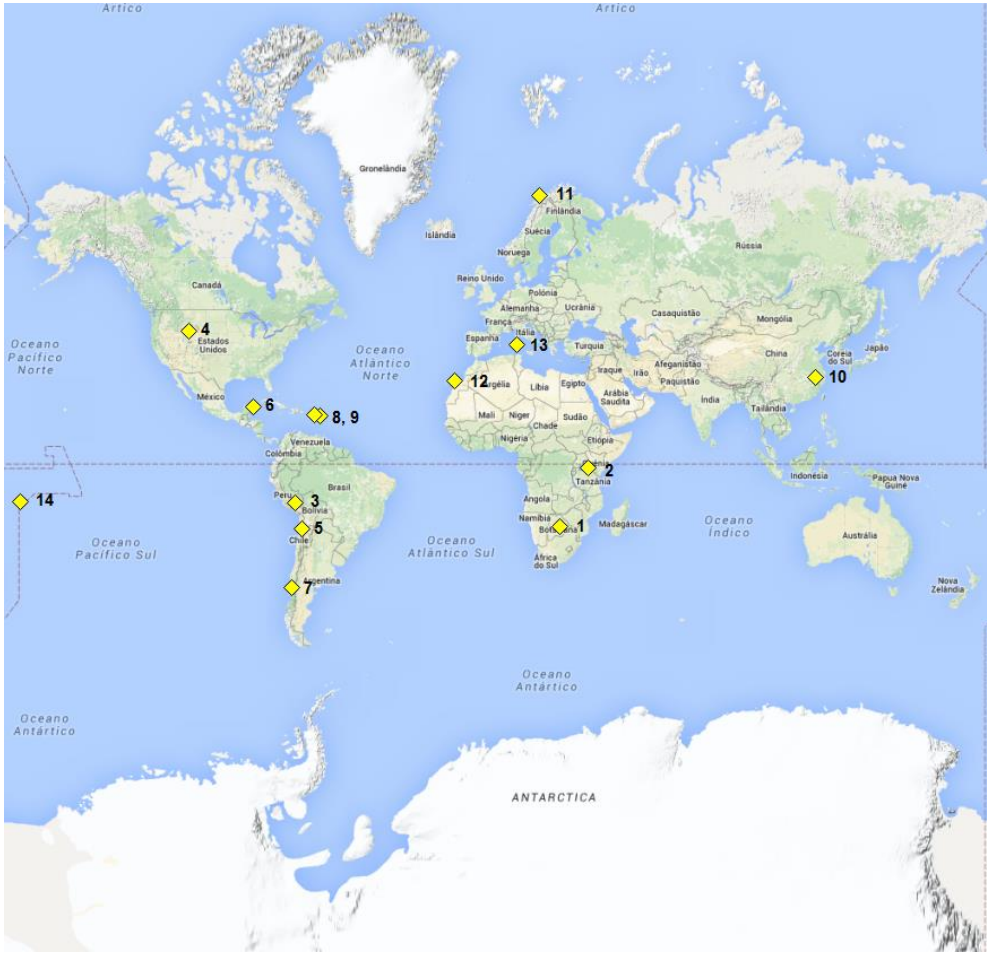 Ártico
Ártico
Gronelândia
11
Finlândia
Islândia
Suécia
Rússia
Noruega
Canadá
Reino Unido
Polónia
Alemanha
Ucrânia
Casaquistão
Mongólia
4
Estados
Unidos
França
Itália
Oceano
Pacífico
Norte
Espanha
13
Turquia
China
Coreia
do Sul
Japão
Oceano
Atlântico
Norte
Afeganistão
Iraque
Irão
Paquistão
12
Argélia
Líbia
Egipto
Arábia
Saudita
10
México
Índia
6
8, 9
Mali
Níger
Sudão
Chade
Tailândia
Venezuela
Nigéria
Etiópia
Colômbia
2
Tanzânia
Indonésia
Papua Nova
Guiné
14
Peru
3
Brasil
Bolívia
Angola
5
Chile
Namíbia
1
Madagáscar
Oceano
Índico
Oceano
Pacífico Sul
Oceano
Atlântico Sul
Austrália
África
do Sul
7
Argentina
Nova
Zelândia
Oceano
Antártico
Oceano
Antártico
ANTARCTICA